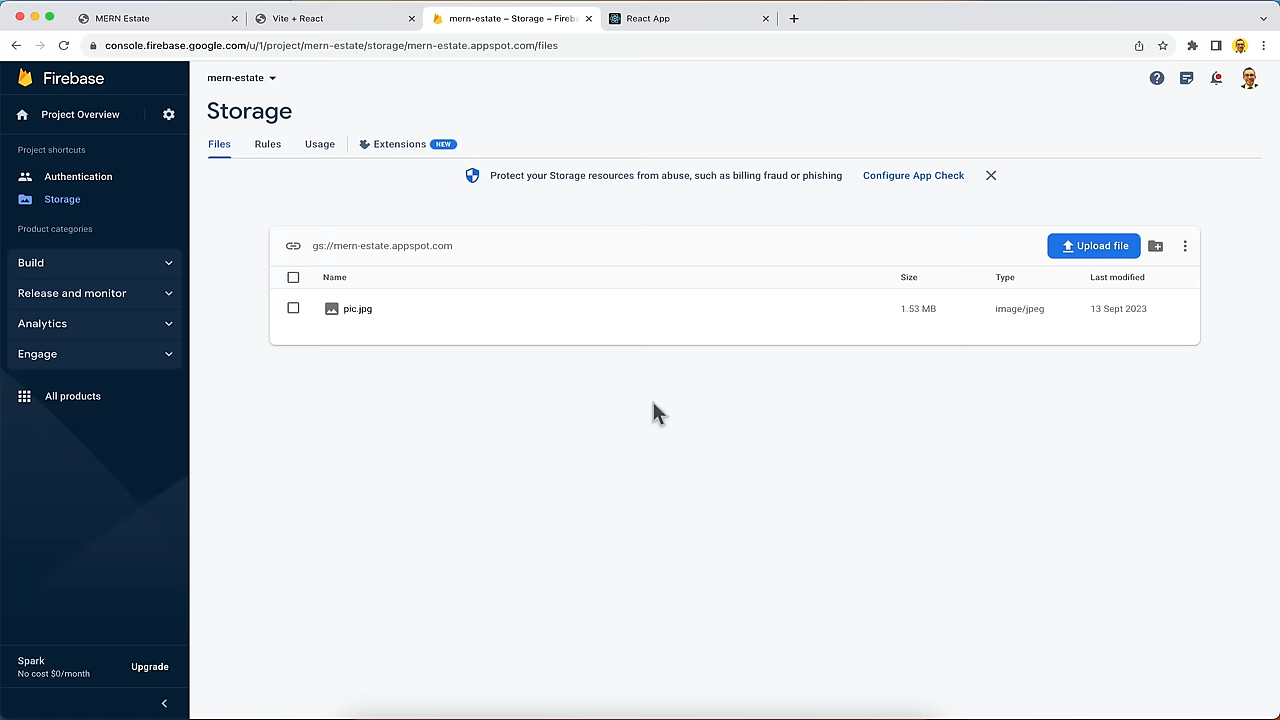 MERN Estate
Vite + React
mern-estate – Storage – Fireb
React App
console.firebase.google.com/u/1/project/mern-estate/storage/mern-estate.appspot.com/files
Firebase
mern-estate
Project Overview
Storage
Files
Rules
Usage
Extensions
NEW
Project shortcuts
Authentication
Protect your Storage resources from abuse, such as billing fraud or phishing
Configure App Check
Storage
Product categories
gs://mern-estate.appspot.com
Upload file
Build
Name
Size
Type
Last modified
Release and monitor
pic.jpg
1.53 MB
image/jpeg
13 Sept 2023
Analytics
Engage
All products
Spark
No cost $0/month
Upgrade